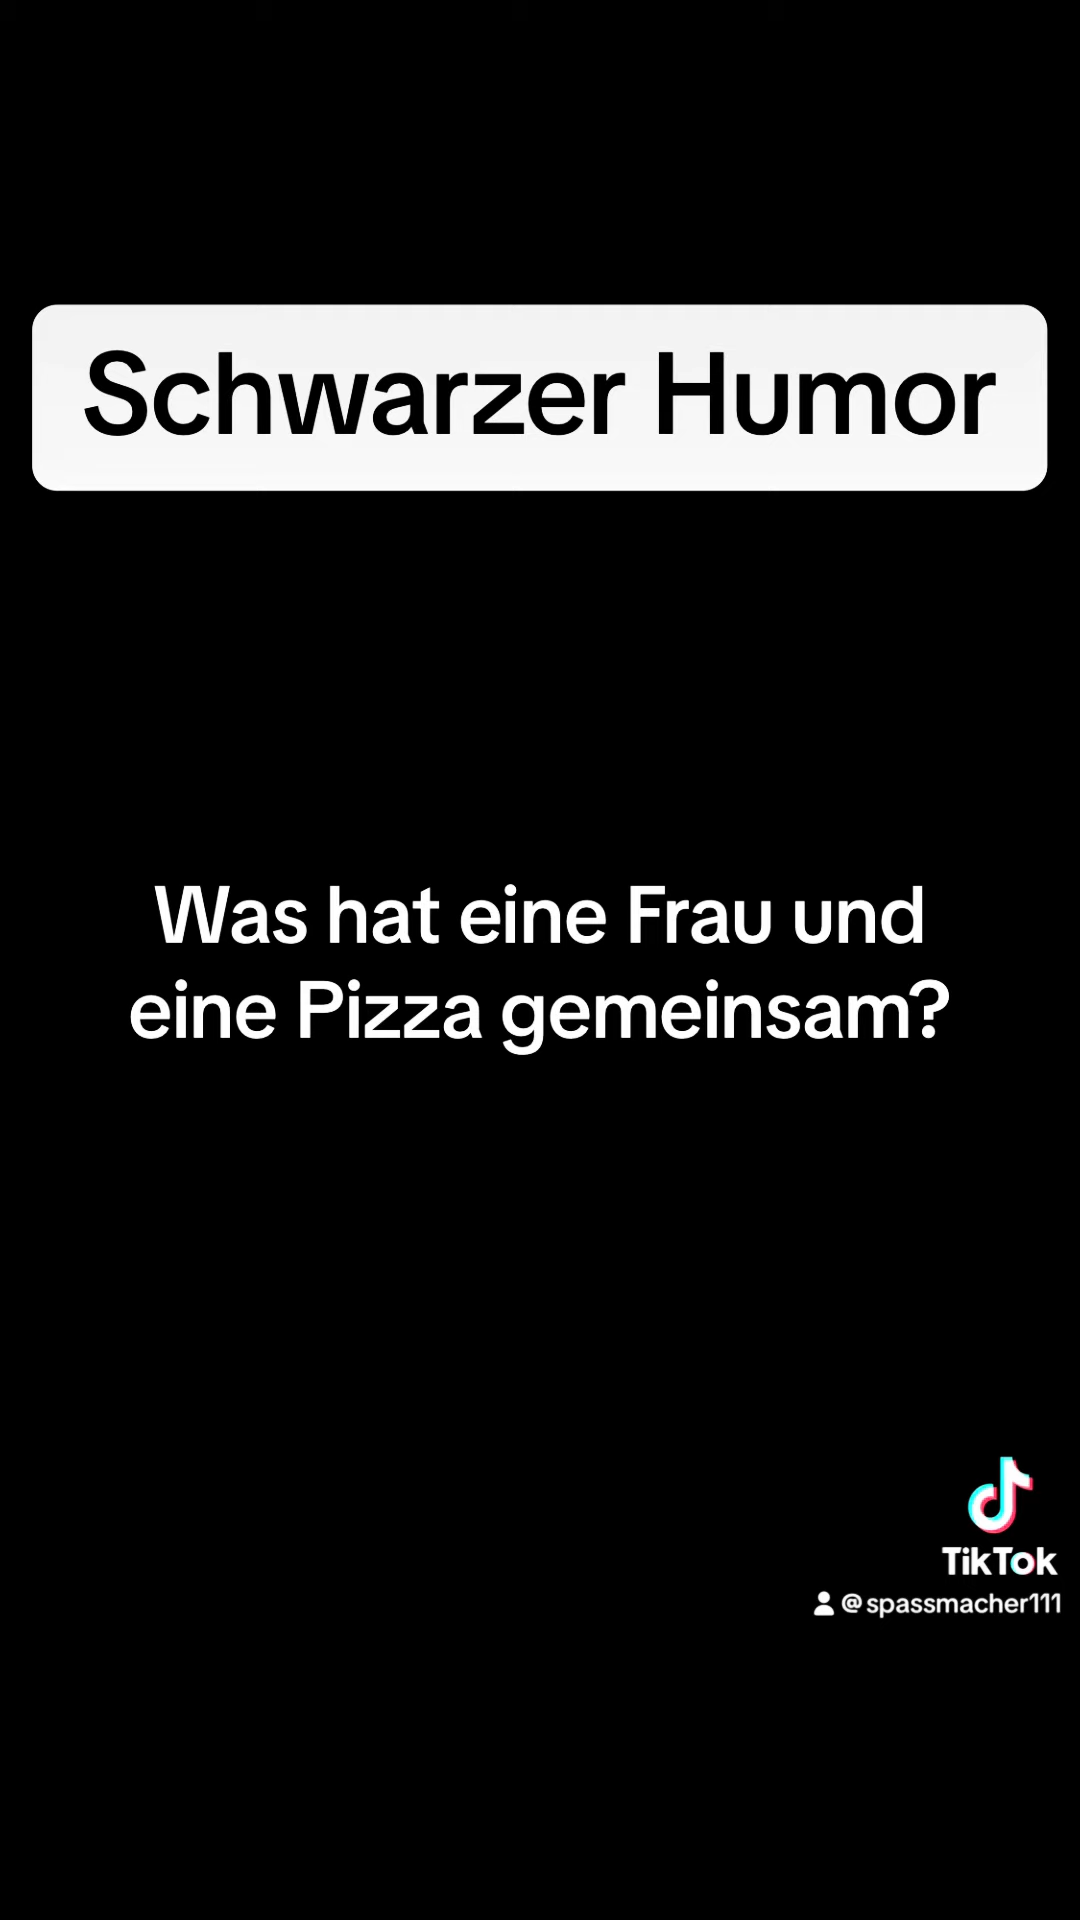 Schwarzer Humor
Was hat eine Frau und
eine Pizza gemeinsam?
TikTok
@spassmacher111